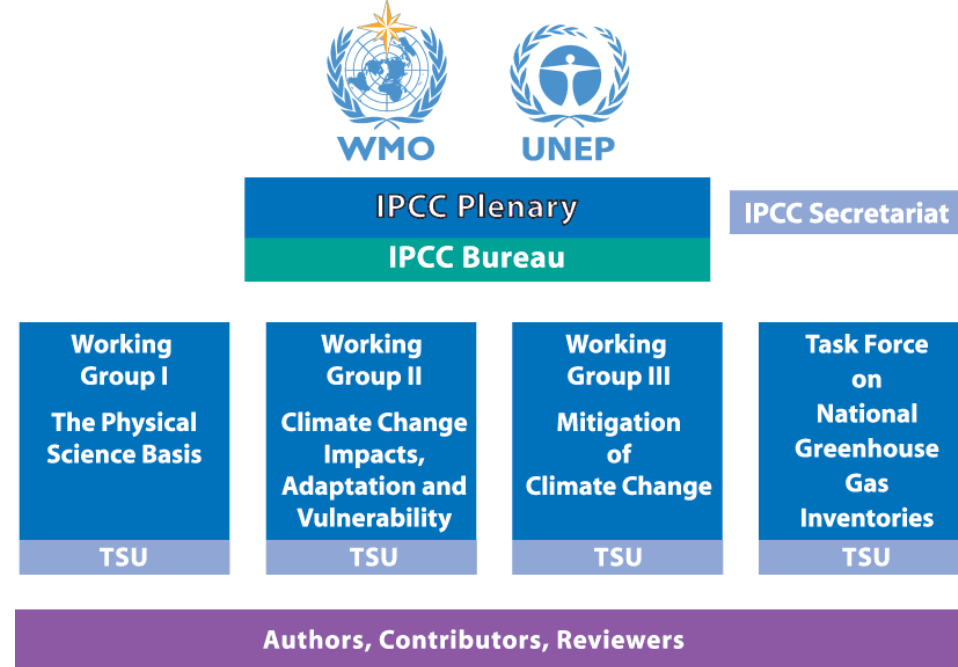 WMO
UNEP
IPCC Plenary
IPCC Secretariat
IPCC Bureau
Working
Group I
The Physical
Science Basis
TSU
Working
Group II
Climate Change
Impacts,
Adaptation and
Vulnerability
TSU
Working
Group III
Mitigation
of
Climate Change
TSU
Task Force
on
National
Greenhouse
Gas
Inventories
TSU
Authors, Contributors, Reviewers